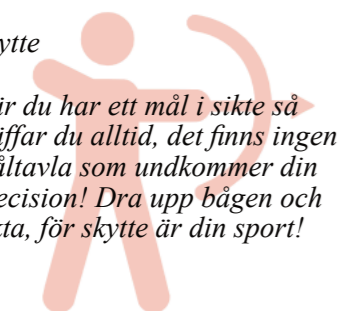 ytte
är du har ett mål i sikte så
iffar du alltid, det finns ingen
åltavla som undkommer din
ecision! Dra upp bågen och
kta, för skytte är din sport!